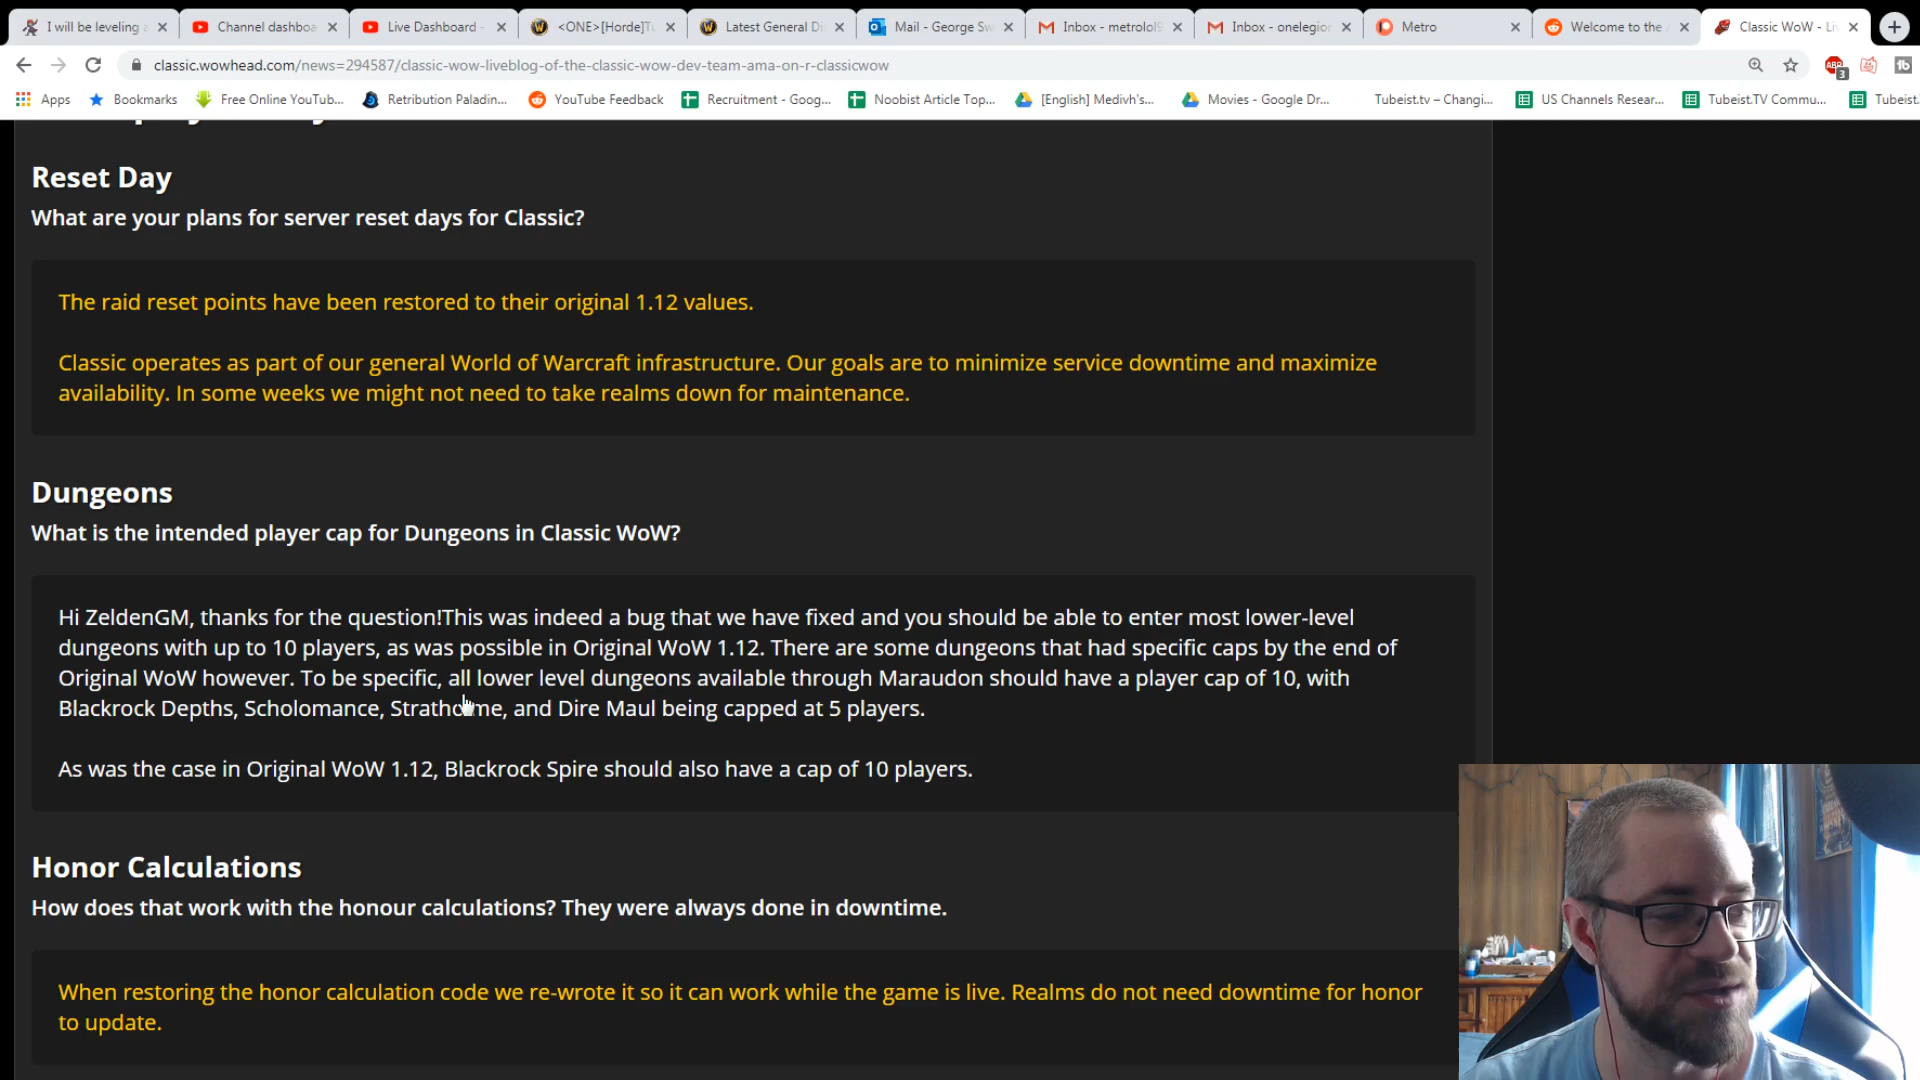 I will be leveling
Channel dashboa
Live Dashboard -
<ONE>[Horde]
Latest General Di
Mail - George Sw
Inbox - metrolol9
Inbox - onelegion
Metro
Welcome to the
Classic WoW - Li
classic.wowhead.com/news=294587/classic-wow-liveblog-of-the-classic-wow-dev-team-ama-on-r-classicwow
ABP
3
tb
Apps
Bookmarks
Free Online YouTub...
Retribution Paladin...
YouTube Feedback
Recruitment - Goog...
Noobist Article Top...
[English] Medivh's...
Movies - Google Dr...
Tubeist.tv – Changi...
US Channels Resear...
Tubeist.TV Commu...
Tubeist.
Reset Day
What are your plans for server reset days for Classic?
The raid reset points have been restored to their original 1.12 values.
Classic operates as part of our general World of Warcraft infrastructure. Our goals are to minimize service downtime and maximize
availability. In some weeks we might not need to take realms down for maintenance.
Dungeons
What is the intended player cap for Dungeons in Classic WoW?
Hi ZeldenGM, thanks for the question!This was indeed a bug that we have fixed and you should be able to enter most lower-level
dungeons with up to 10 players, as was possible in Original WoW 1.12. There are some dungeons that had specific caps by the end of
Original WoW however. To be specific, all lower level dungeons available through Maraudon should have a player cap of 10, with
Blackrock Depths, Scholomance, Stratholme, and Dire Maul being capped at 5 players.
As was the case in Original WoW 1.12, Blackrock Spire should also have a cap of 10 players.
Honor Calculations
How does that work with the honour calculations? They were always done in downtime.
When restoring the honor calculation code we re-wrote it so it can work while the game is live. Realms do not need downtime for honor
to update.